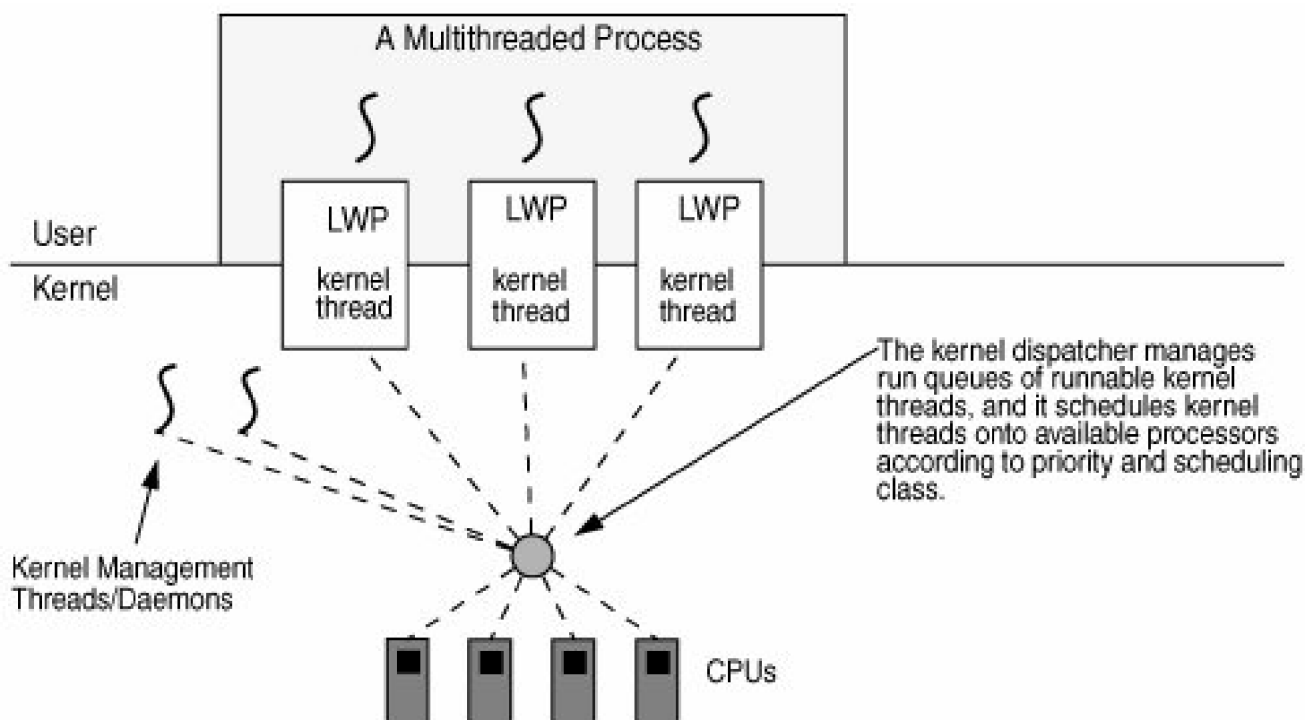 A Multithreaded Process
LWP
LWP
LWP
User
Kernel
kernel
thread
kernel
thread
kernel
thread
The kernel dispatcher manages
run queues of runnable kernel
threads, and it schedules kernel
threads onto available processors
according to priority and scheduling
class.
Kernel Management
Threads/Daemons
CPUs